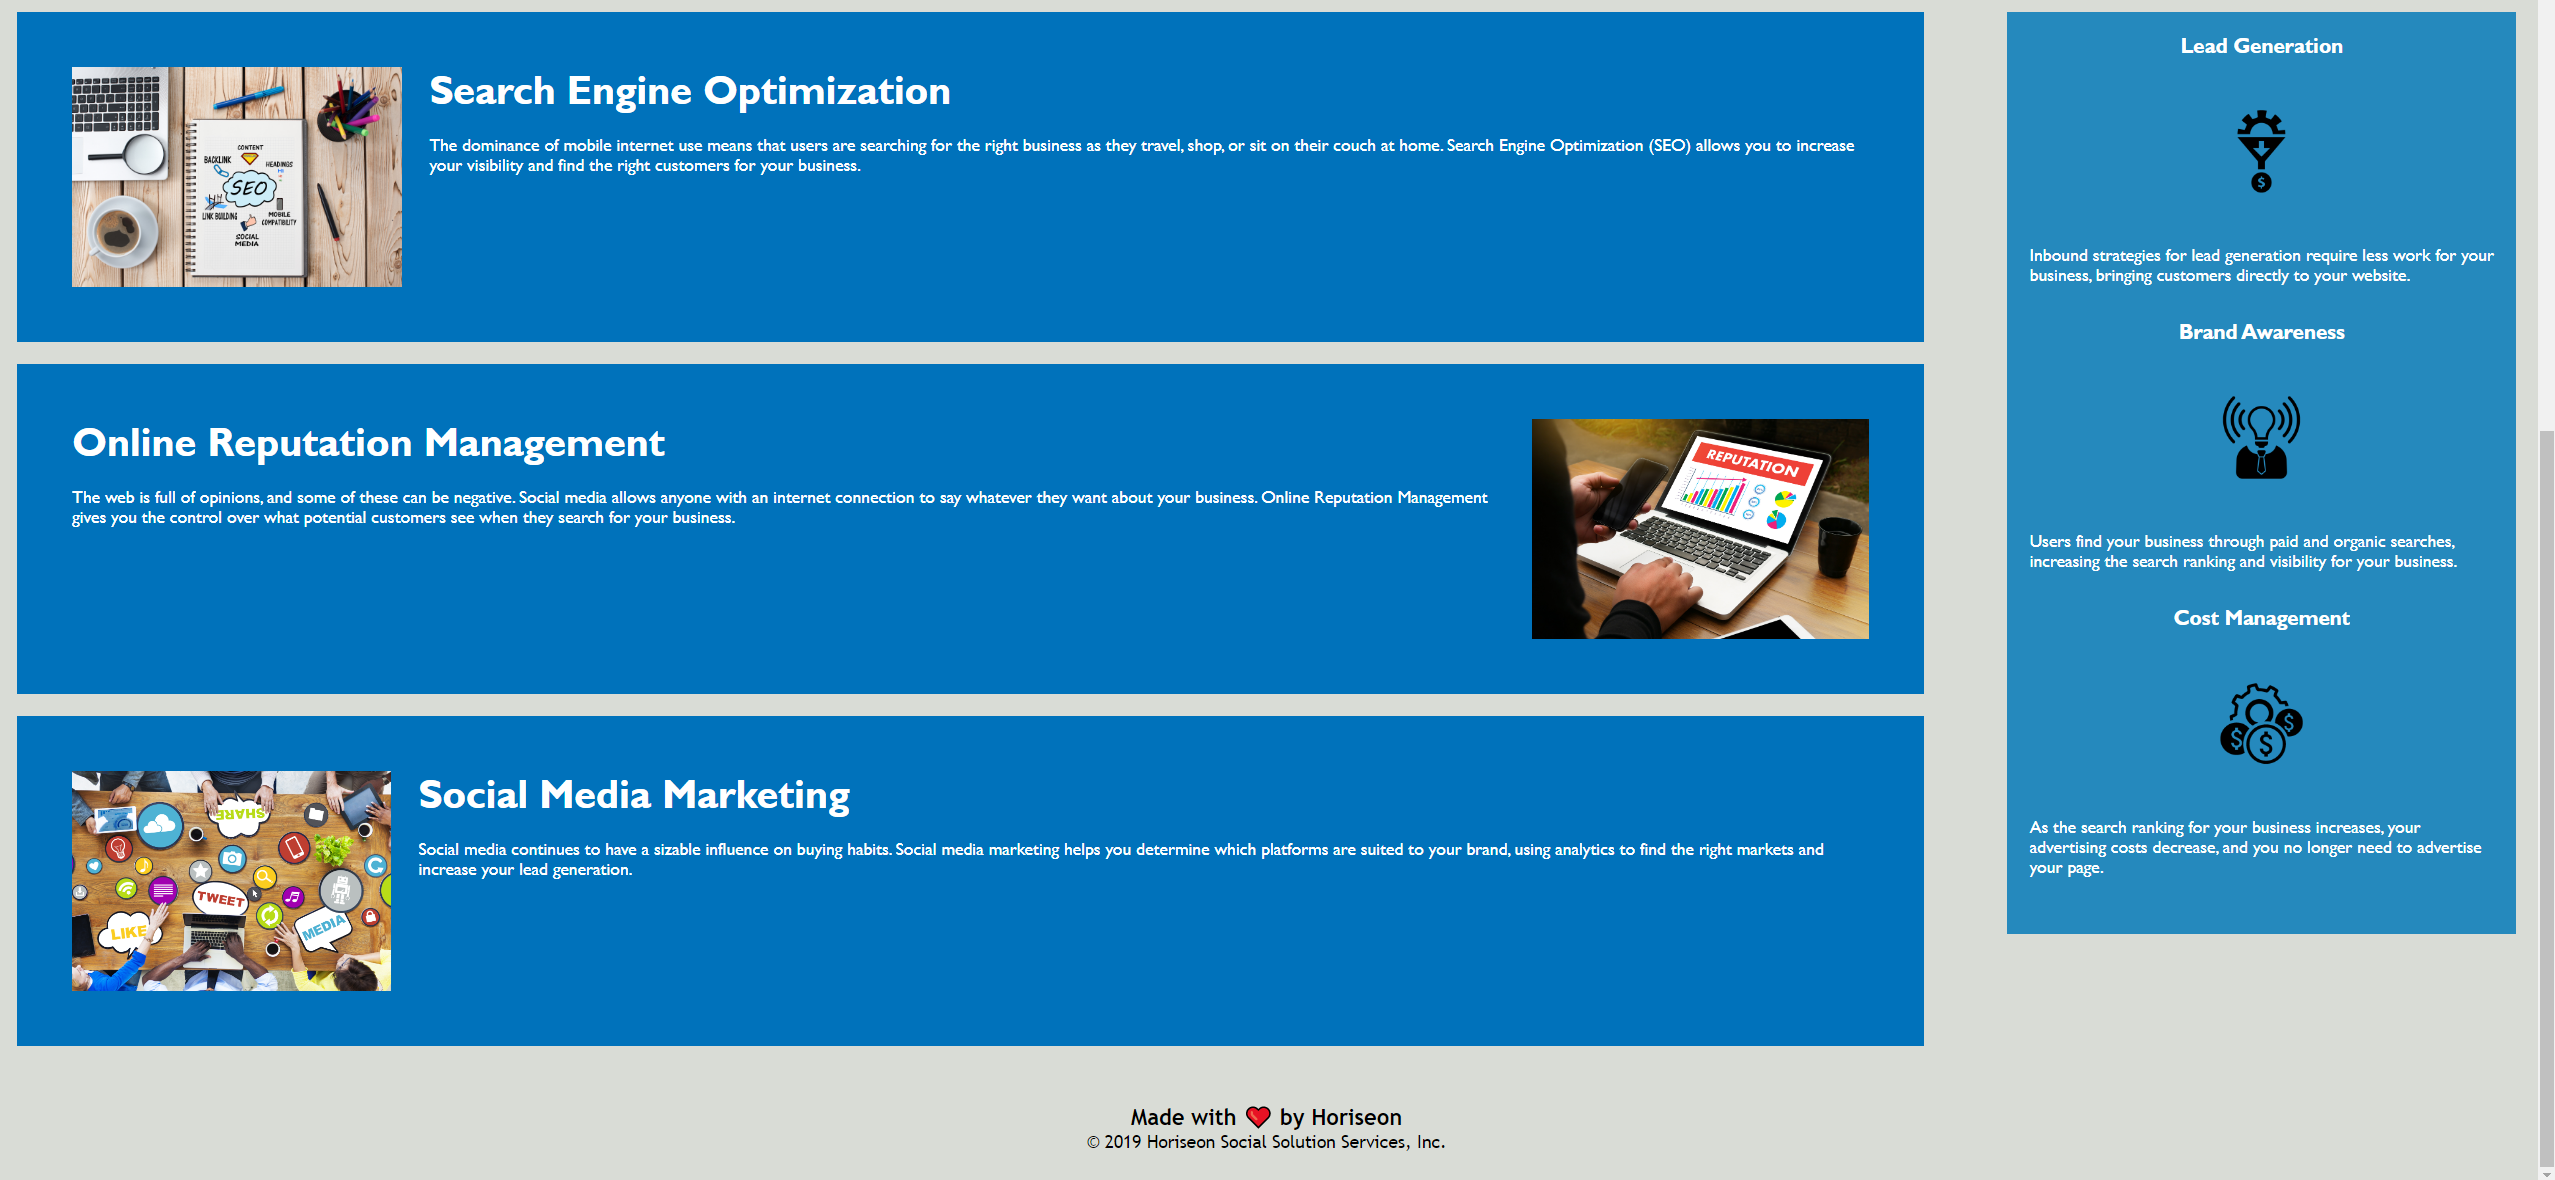 Search Engine Optimization
The dominance of mobile internet use means that users are searching for the right business as they travel, shop, or sit on their couch at home. Search Engine Optimization (SEO) allows you to increase
your visibility and find the right customers for your business.
CONTENT
BACKLINK
HEADINGS
SEO
LINK BUILDING
MOBILE
COMPATIBILITY
SOCIAL
MEDIA
Online Reputation Management
The web is full of opinions, and some of these can be negative. Social media allows anyone with an internet connection to say whatever they want about your business. Online Reputation Management
gives you the control over what potential customers see when they search for your business.
REPUTATION
Social Media Marketing
Social media continues to have a sizable influence on buying habits. Social media marketing helps you determine which platforms are suited to your brand, using analytics to find the right markets and
increase your lead generation.
SHARE
TWEET
LIKE
MEDIA
Lead Generation
Inbound strategies for lead generation require less work for your
business, bringing customers directly to your website.
Brand Awareness
Users find your business through paid and organic searches,
increasing the search ranking and visibility for your business.
Cost Management
As the search ranking for your business increases, your
advertising costs decrease, and you no longer need to advertise
your page.
Made with ❤️ by Horiseon
© 2019 Horiseon Social Solution Services, Inc.